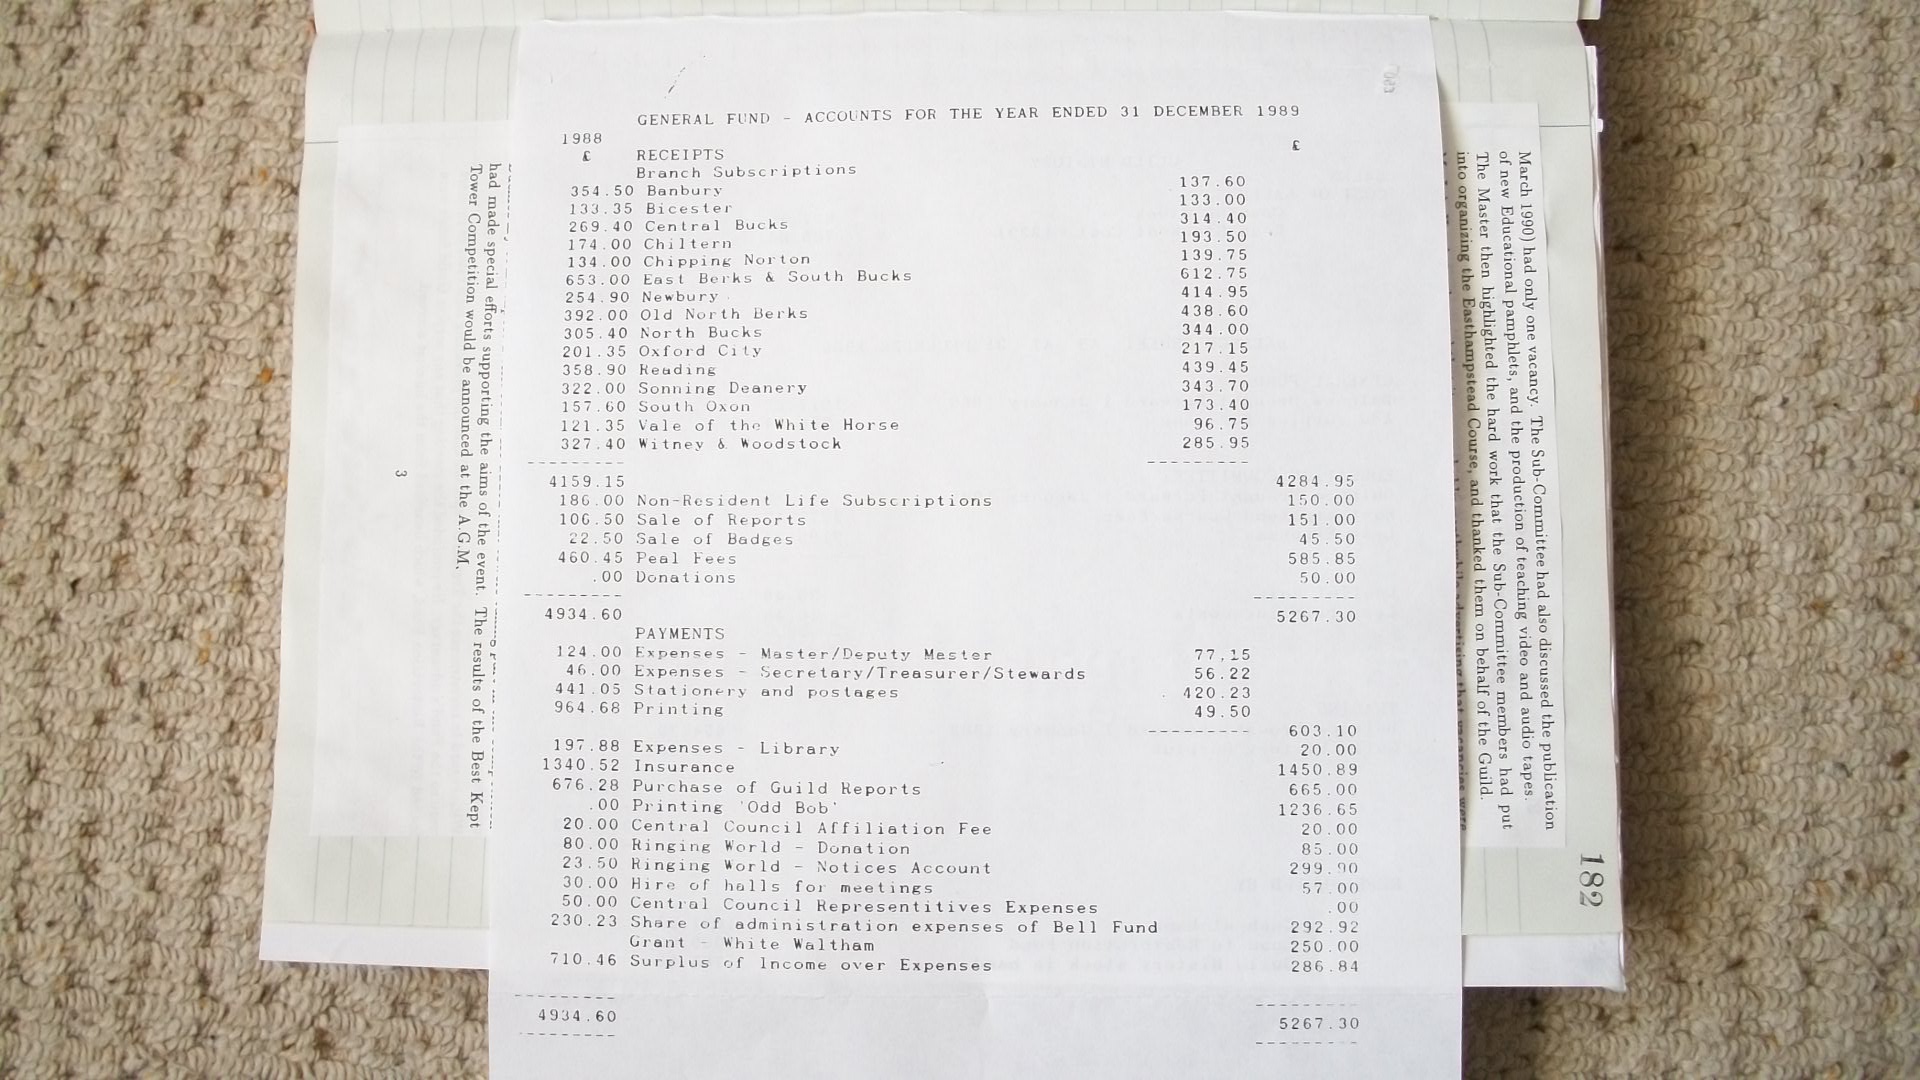 GENERAL FUND - ACCOUNTS FOR THE YEAR ENDED 31 DECEMBER 1989
1988
£ RECEIPTS £
Branch Subscriptions
354.50 Banbury 137.60
133.35 Bicester 133.00
269.40 Central Bucks 314.40
174.00 Chiltern 193.50
134.00 Chipping Norton 139.75
653.00 East Berks & South Bucks 612.75
254.90 Newbury 414.95
392.00 Old North Berks 438.60
305.40 North Bucks 344.00
201.35 Oxford City 217.15
358.90 Reading 439.45
322.00 Sonning Deanery 343.70
157.60 South Oxon 173.40
121.35 Vale of the White Horse 96.75
327.40 Witney & Woodstock 285.95
4159.15 4284.95
186.00 Non-Resident Life Subscriptions 150.00
106.50 Sale of Reports 151.00
22.50 Sale of Badges 45.50
460.45 Peal Fees 585.85
.00 Donations 50.00
4934.60 5267.30
PAYMENTS
124.00 Expenses - Master/Deputy Master 77.15
46.00 Expenses - Secretary/Treasurer/Stewards 56.22
441.05 Stationery and postages 420.23
964.68 Printing 49.50
603.10
197.88 Expenses - Library 20.00
1340.52 Insurance 1450.89
676.28 Purchase of Guild Reports 665.00
.00 Printing 'Odd Bob' 1236.65
20.00 Central Council Affiliation Fee 20.00
80.00 Ringing World - Donation 85.00
23.50 Ringing World - Notices Account 299.90
30.00 Hire of halls for meetings 57.00
50.00 Central Council Representitives Expenses .00
230.23 Share of administration expenses of Bell Fund 292.92
Grant - White Waltham 250.00
710.46 Surplus of Income over Expenses 286.84
4934.60 5267.30
had made special efforts supporting the aims of the event. The results of the Best Kept
Tower Competition would be announced at the A.G.M.
3
March 1990) had only one vacancy. The Sub-Committee had also discussed the publication
of new Educational pamphlets, and the production of teaching video and audio tapes.
The Master then highlighted the hard work that the Sub-Committee members had put
into organizing the Easthampstead Course, and thanked them on behalf of the Guild.
182